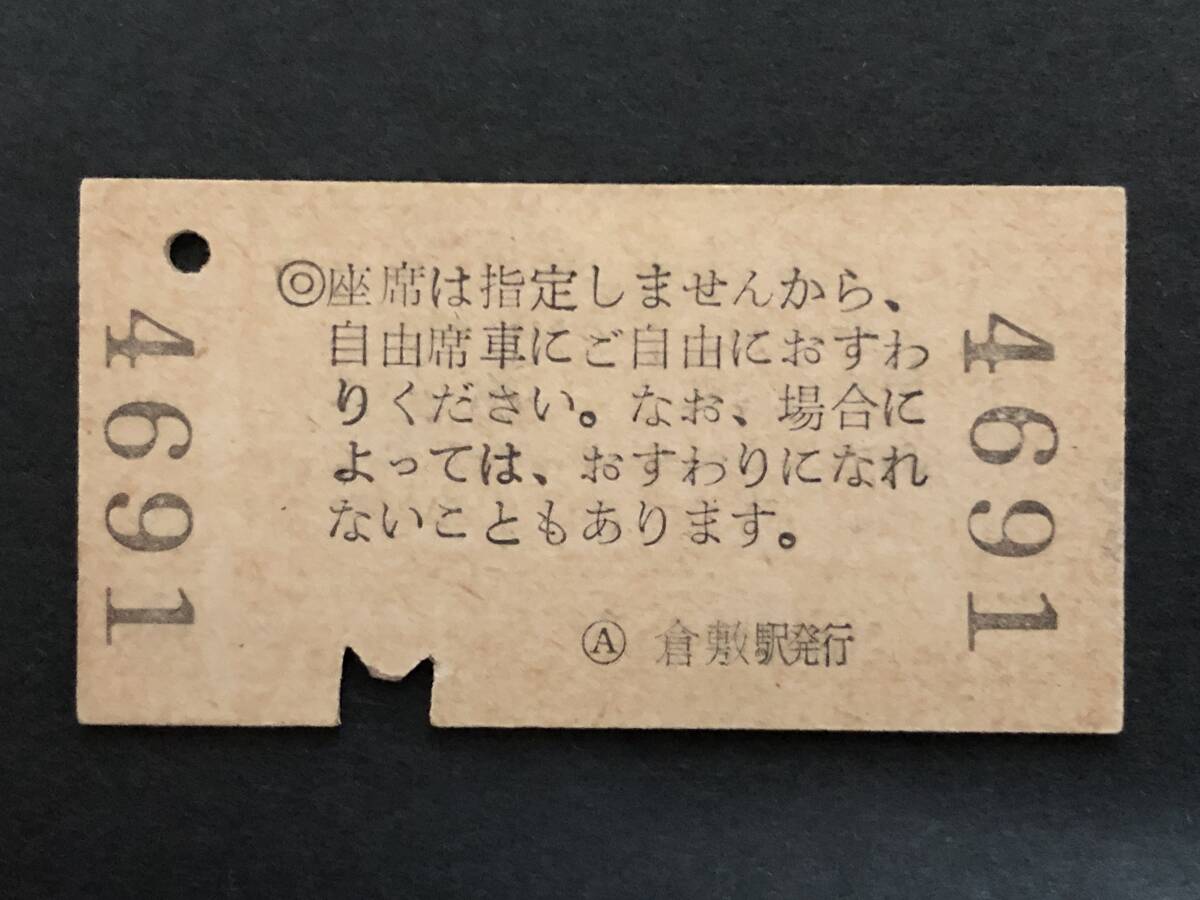 4691
◎座席は指定しませんから、
自由席車にご自由におすわ
りください。なお、場合に
よっては、おすわりになれ
ないこともあります。
Ⓐ 倉敷駅発行
4691